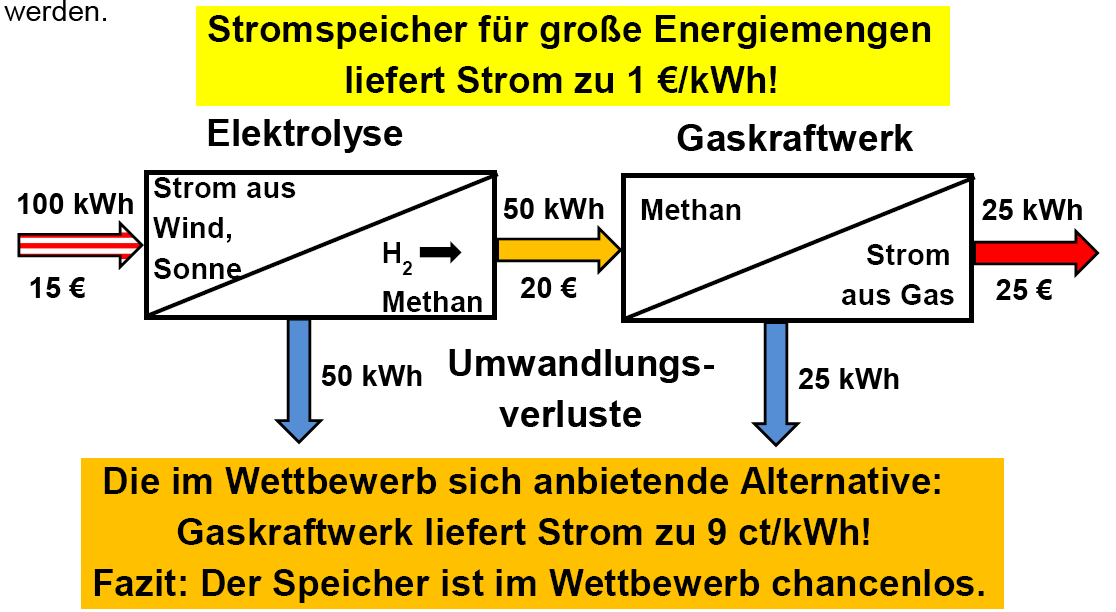 werden.
Stromspeicher für große Energiemengen
liefert Strom zu 1 €/kWh!
Elektrolyse
Gaskraftwerk
100 kWh
15 €
Strom aus
Wind,
Sonne
H₂ →
Methan
50 kWh
20 €
Methan
Strom
aus Gas
25 kWh
25 €
50 kWh
Umwandlungs-
verluste
25 kWh
Die im Wettbewerb sich anbietende Alternative:
Gaskraftwerk liefert Strom zu 9 ct/kWh!
Fazit: Der Speicher ist im Wettbewerb chancenlos.